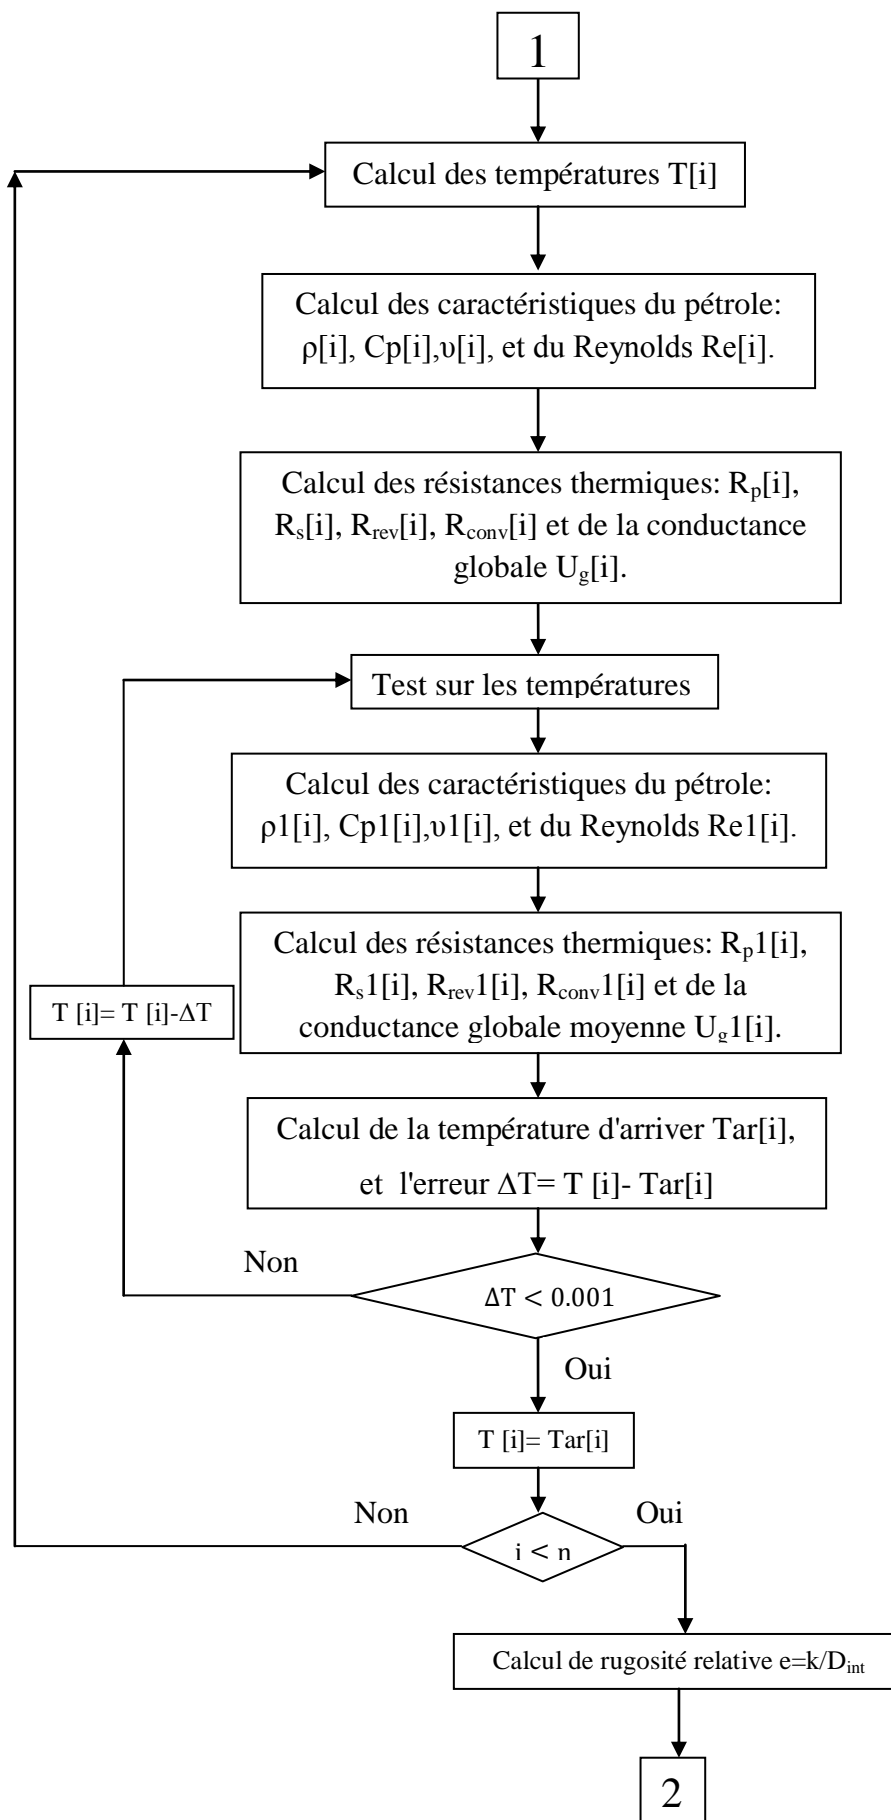 1
Calcul des températures T[i]
Calcul des caractéristiques du pétrole:
ρ[i], Cp[i],υ[i], et du Reynolds Re[i].
Calcul des résistances thermiques: Rp[i],
Rs[i], Rrev[i], Rconv[i] et de la conductance
globale Ug[i].
Test sur les températures
Calcul des caractéristiques du pétrole:
ρ1[i], Cp1[i],υ1[i], et du Reynolds Re1[i].
Calcul des résistances thermiques: Rp1[i],
Rs1[i], Rrev1[i], Rconv1[i] et de la
conductance globale moyenne Ug1[i].
T [i]= T [i]-ΔT
Calcul de la température d'arriver Tar[i],
et l'erreur ΔT= T [i]- Tar[i]
Non
ΔT < 0.001
Oui
T [i]= Tar[i]
Non
Oui
i < n
Calcul de rugosité relative e=k/Dint
2